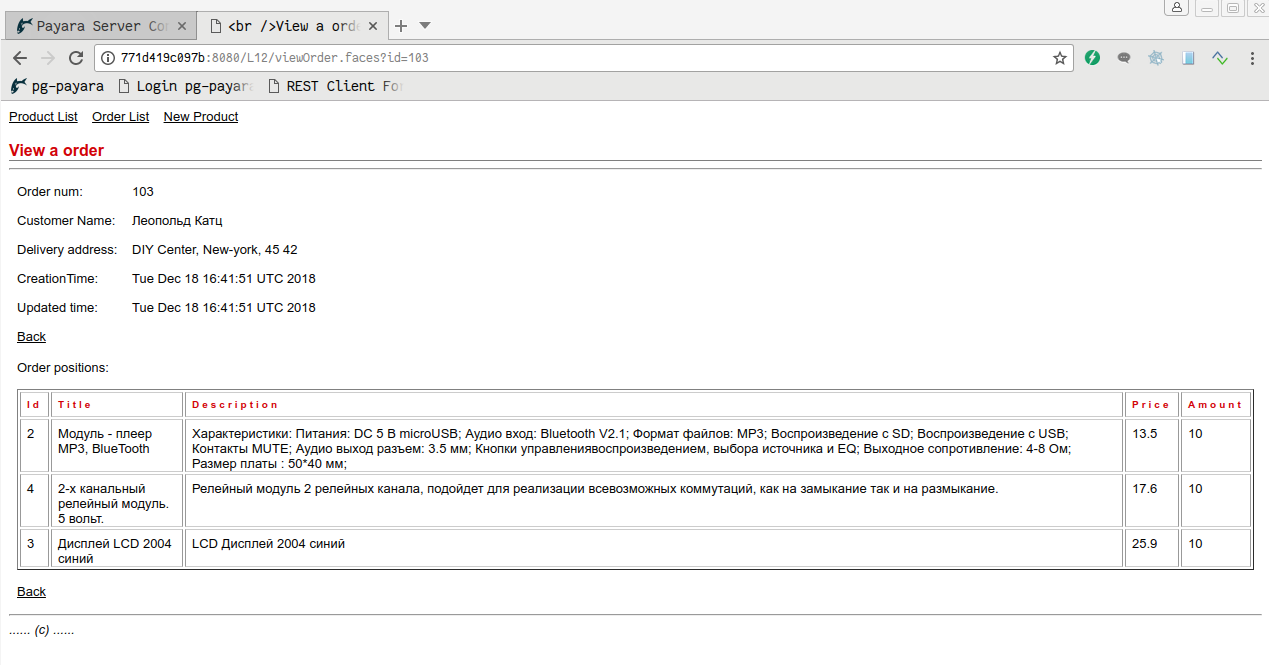 Payara Server Co
<br />View a ord
771d419c097b:8080/L12/viewOrder.faces?id=103
pg-payara Login pg-payara REST Client Fo
Product List Order List New Product
View a order
Order num: 103
Customer Name: Леопольд Катц
Delivery address: DIY Center, New-york, 45 42
CreationTime: Tue Dec 18 16:41:51 UTC 2018
Updated time: Tue Dec 18 16:41:51 UTC 2018
Back
Order positions:
Id Title Description Price Amount
2 Модуль - плеер Характеристики: Питания: DC 5 В microUSB; Аудио вход: Bluetooth V2.1; Формат файлов: MP3; Воспроизведение с SD; Воспроизведение с USB; 13.5 10
MP3, BlueTooth Контакты MUTE; Аудио выход разъем: 3.5 мм; Кнопки управлениявоспроизведением, выбора источника и EQ; Выходное сопротивление: 4-8 Ом;
Размер платы : 50*40 мм;
4 2-х канальный Релейный модуль 2 релейных канала, подойдет для реализации всевозможных коммутаций, как на замыкание так и на размыкание. 17.6 10
релейный модуль.
5 вольт.
3 Дисплей LCD 2004 LCD Дисплей 2004 синий 25.9 10
синий
Back
...... (c) ......